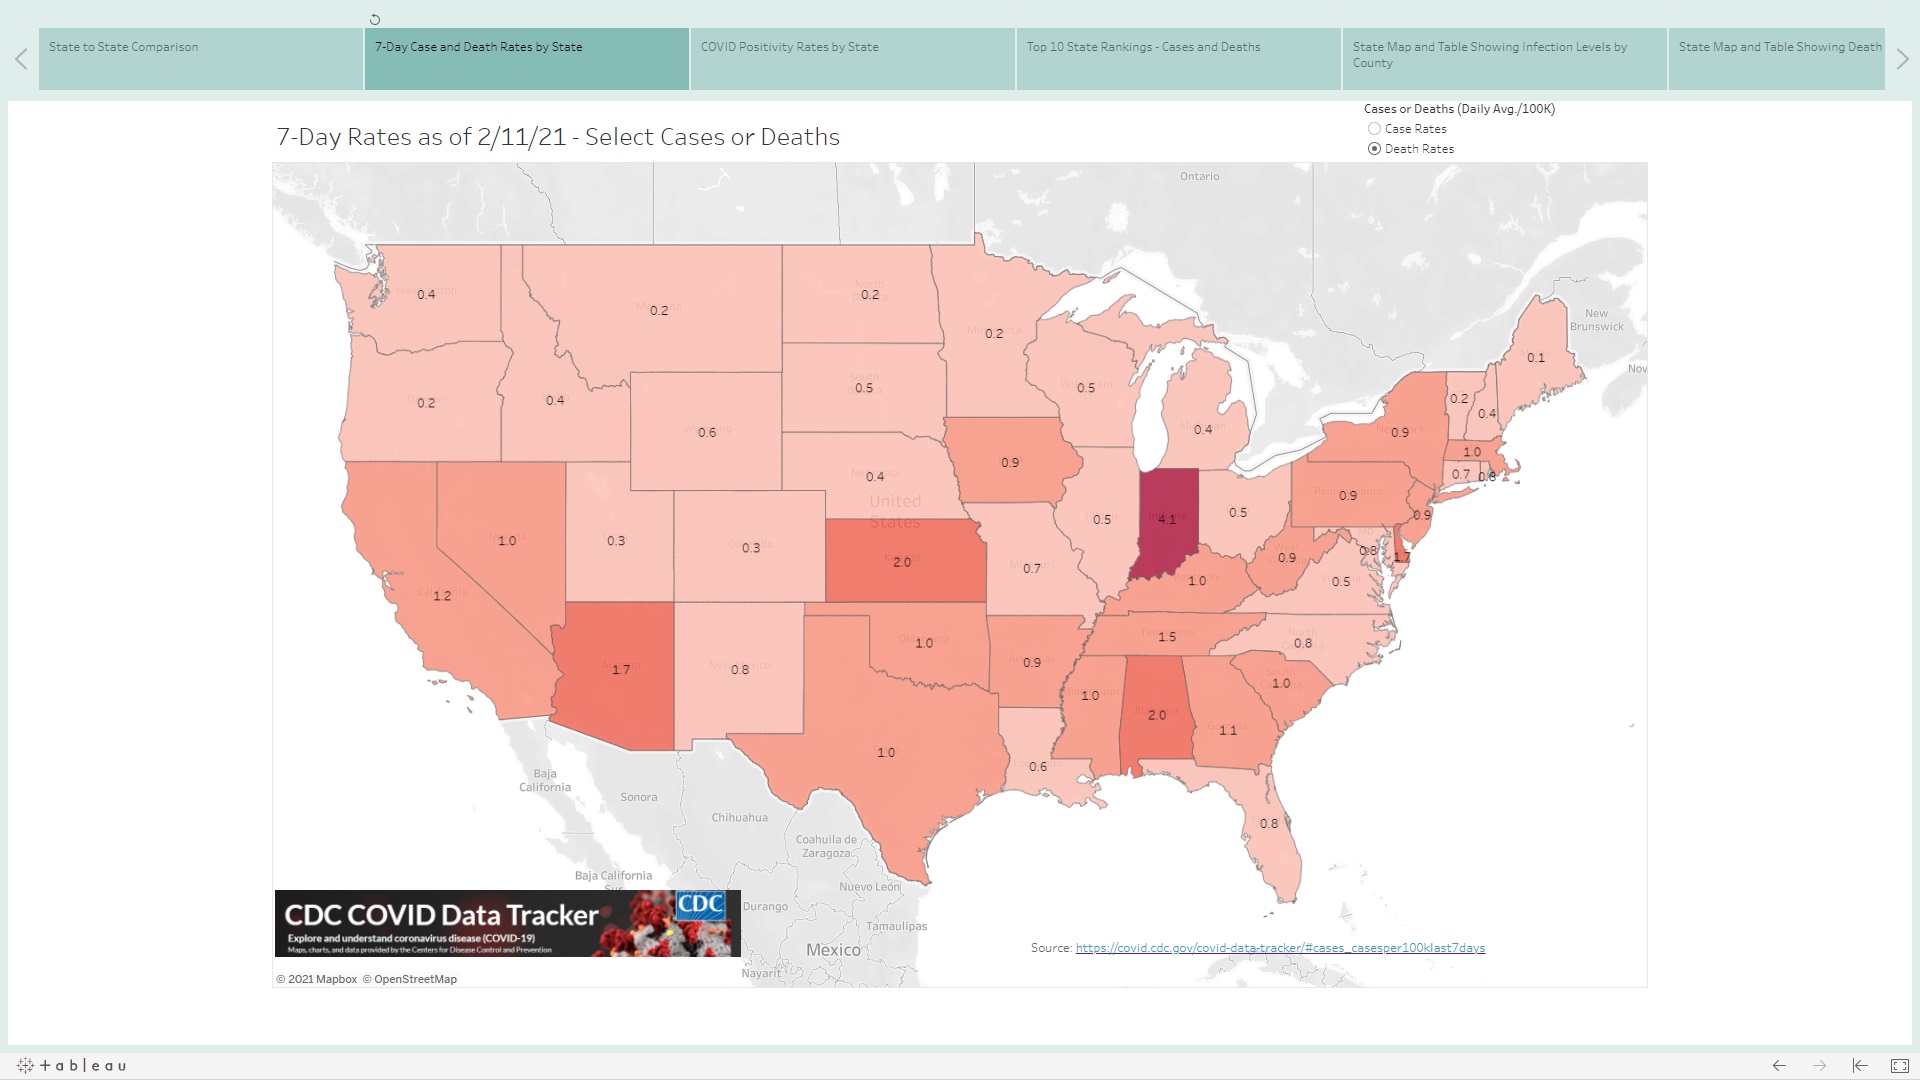 State to State Comparison
7-Day Case and Death Rates by State
COVID Positivity Rates by State
Top 10 State Rankings - Cases and Deaths
State Map and Table Showing Infection Levels by
County
State Map and Table Showing Death
7-Day Rates as of 2/11/21 - Select Cases or Deaths
Cases or Deaths (Daily Avg./100K)
Case Rates
Death Rates
Ontario
New
Brunswick
Nov
0.4
0.2
0.2
0.2
0.1
0.2
0.4
0.6
0.5
0.5
0.4
0.2
0.4
0.9
1.0
0.9
0.4
0.7
0.9
0.9
0.5
0.5
4.1
United
States
1.0
0.3
0.3
2.0
0.7
0.9
0.8
1.7
1.2
1.0
0.5
1.7
0.8
1.0
0.9
1.5
0.8
1.0
2.0
1.1
1.0
1.0
0.6
0.8
Baja
California
Sonora
Chihuahua
Coahuila de
Zaragoza
Baja California
Sur
Nuevo León
Durango
Tamaulipas
Mexico
Nayarit
CDC COVID Data Tracker
CDC
Explore and understand coronavirus disease (COVID-19)
Maps, charts, and data provided by the Centers for Disease Control and Prevention
Source: https://covid.cdc.gov/covid-data-tracker/#cases_casesper100klast7days
© 2021 Mapbox © OpenStreetMap
+ableau